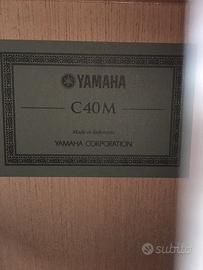 YAMAHA
C40M
Made in Indonesia
YAMAHA CORPORATION
subito